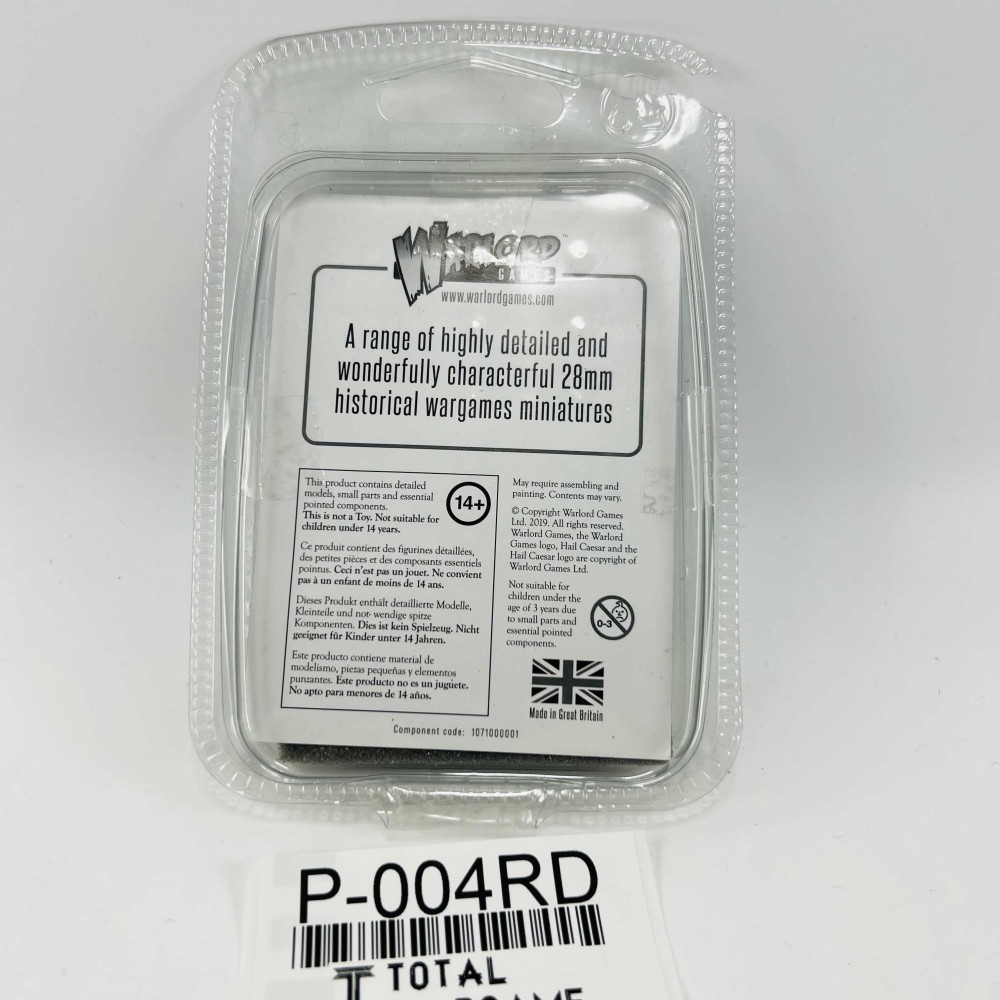 WARLORD™
GAMES
www.warlordgames.com
A range of highly detailed and
wonderfully characterful 28mm
historical wargames miniatures
This product contains detailed
models, small parts and essential
pointed components.
This is not a Toy. Not suitable for
children under 14 years.
14+
Ce produit contient des figurines détaillées,
des petites pièces et des composants essentiels
pointus. Ceci n'est pas un jouet. Ne convient
pas à un enfant de moins de 14 ans.
Dieses Produkt enthält detaillierte Modelle,
Kleinteile und not- wendige spitze
Komponenten. Dies ist kein Spielzeug. Nicht
geeignet für Kinder unter 14 Jahren.
Este producto contiene material de
modelismo, piezas pequeñas y elementos
punzantes. Este producto no es un juguete.
No apto para menores de 14 años.
May require assembling and
painting. Contents may vary.
© Copyright Warlord Games
Ltd. 2019. All rights reserved.
Warlord Games, the Warlord
Games logo, Hail Caesar and the
Hail Caesar logo are copyright of
Warlord Games Ltd.
Not suitable for
children under the
age of 3 years due
to small parts and
essential pointed
components.
0-3
Made in Great Britain
Component code: 1071000001
P-004RD
TOTAL